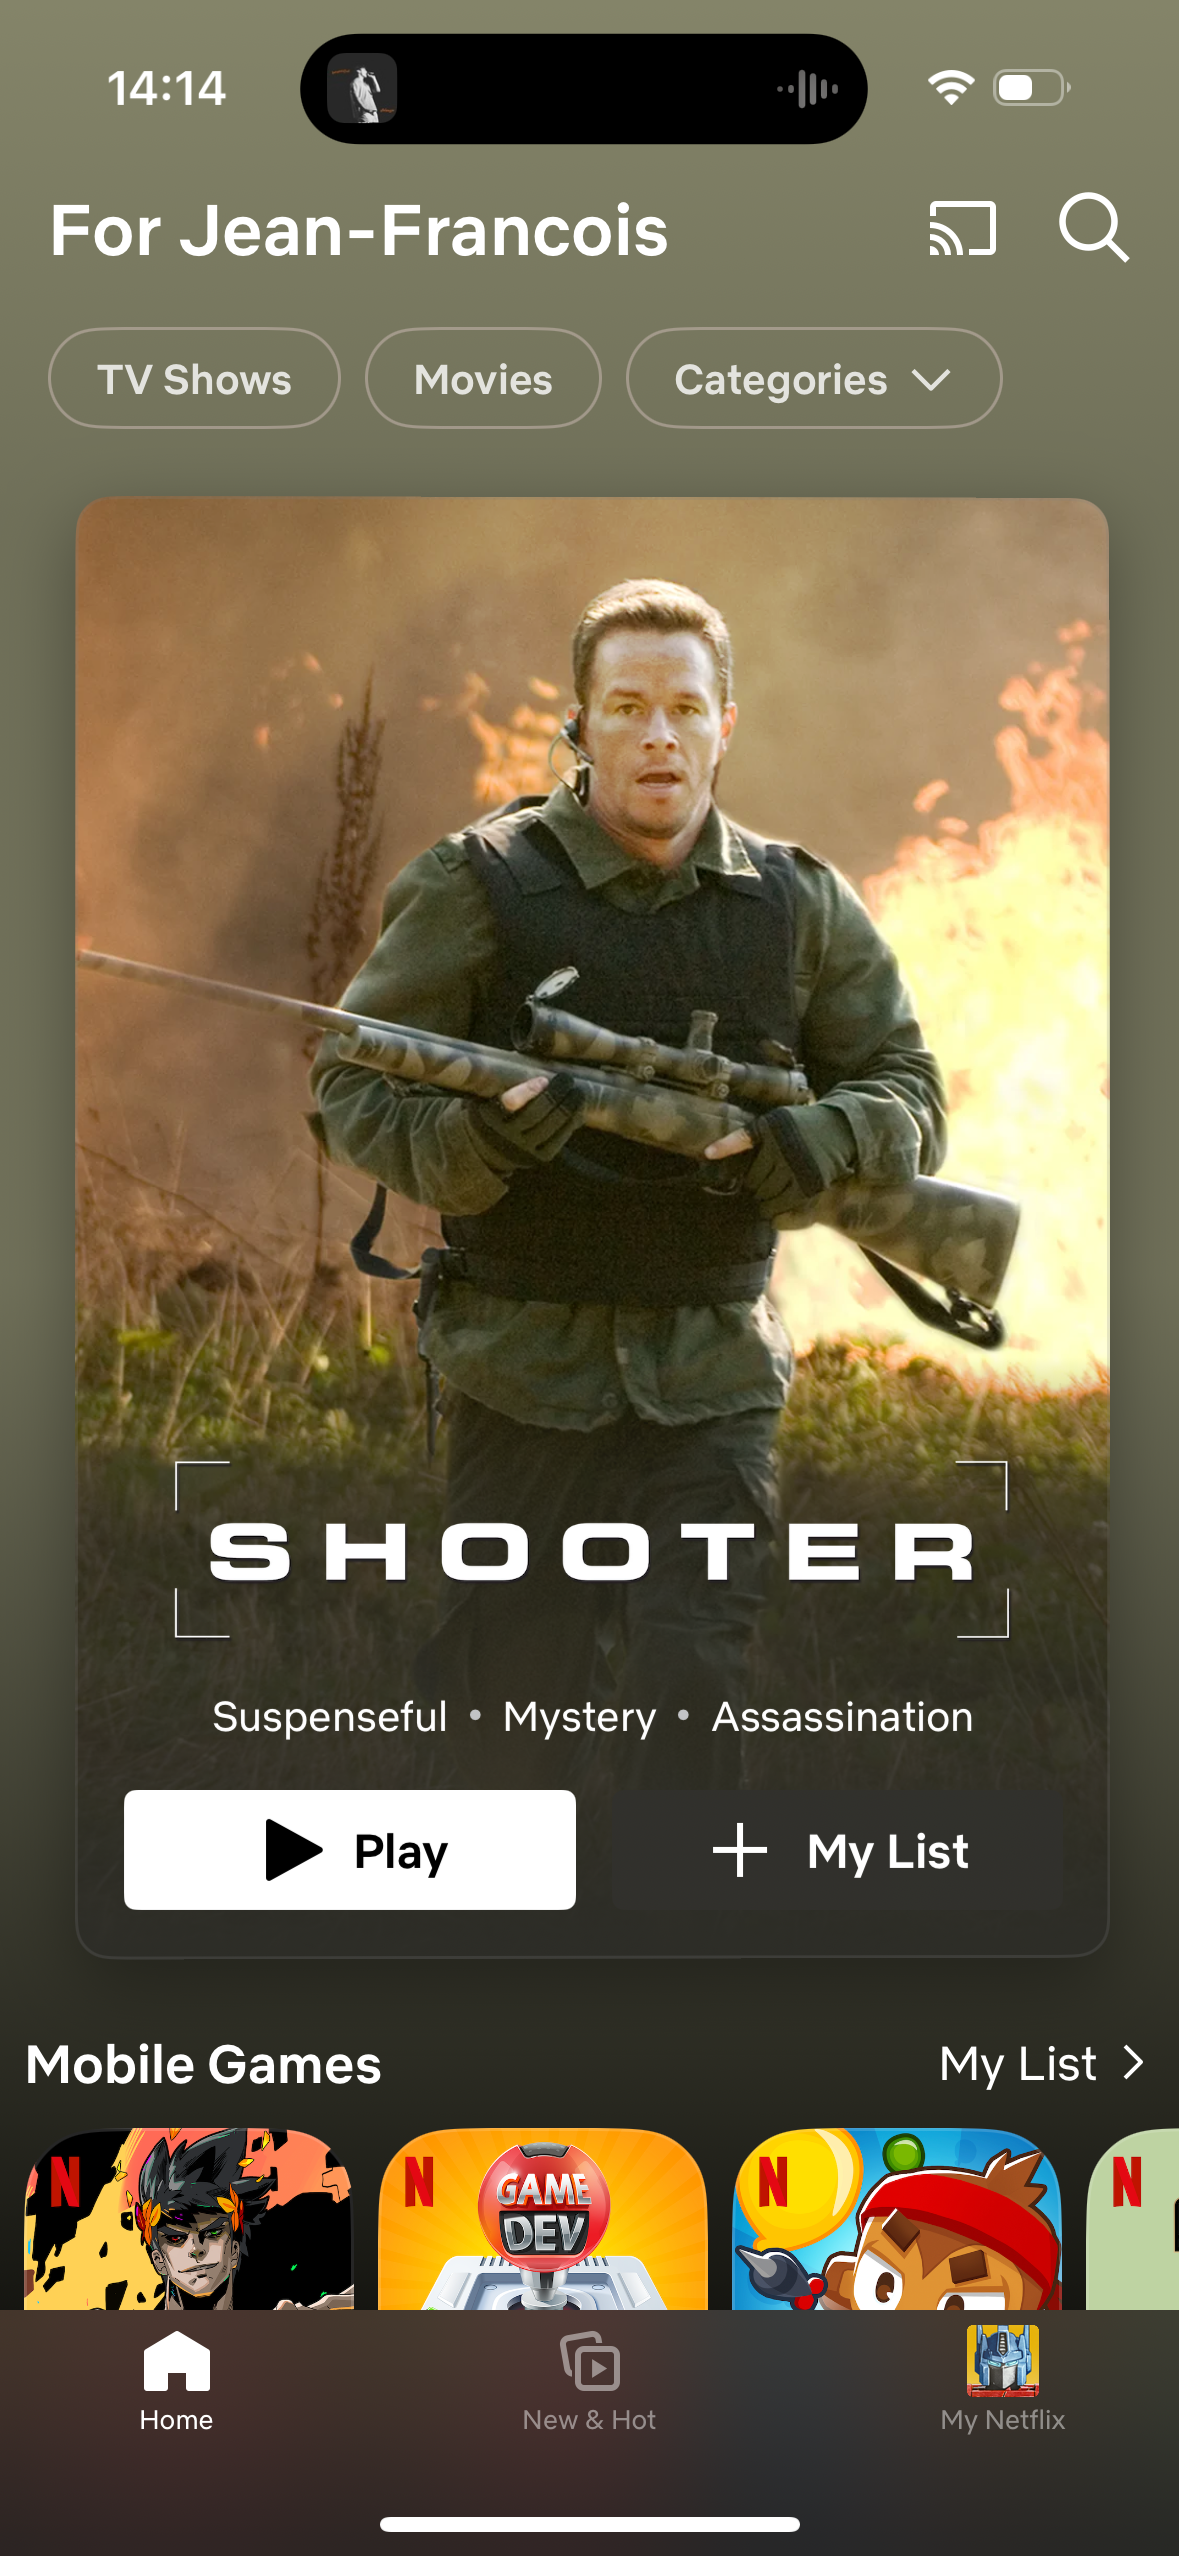 14:14
For Jean-Francois
TV Shows
Movies
Categories
SHOOTER
Suspenseful • Mystery • Assassination
Play
My List
Mobile Games
My List
N
N
GAME
DEV
N
N
Home
New & Hot
My Netflix